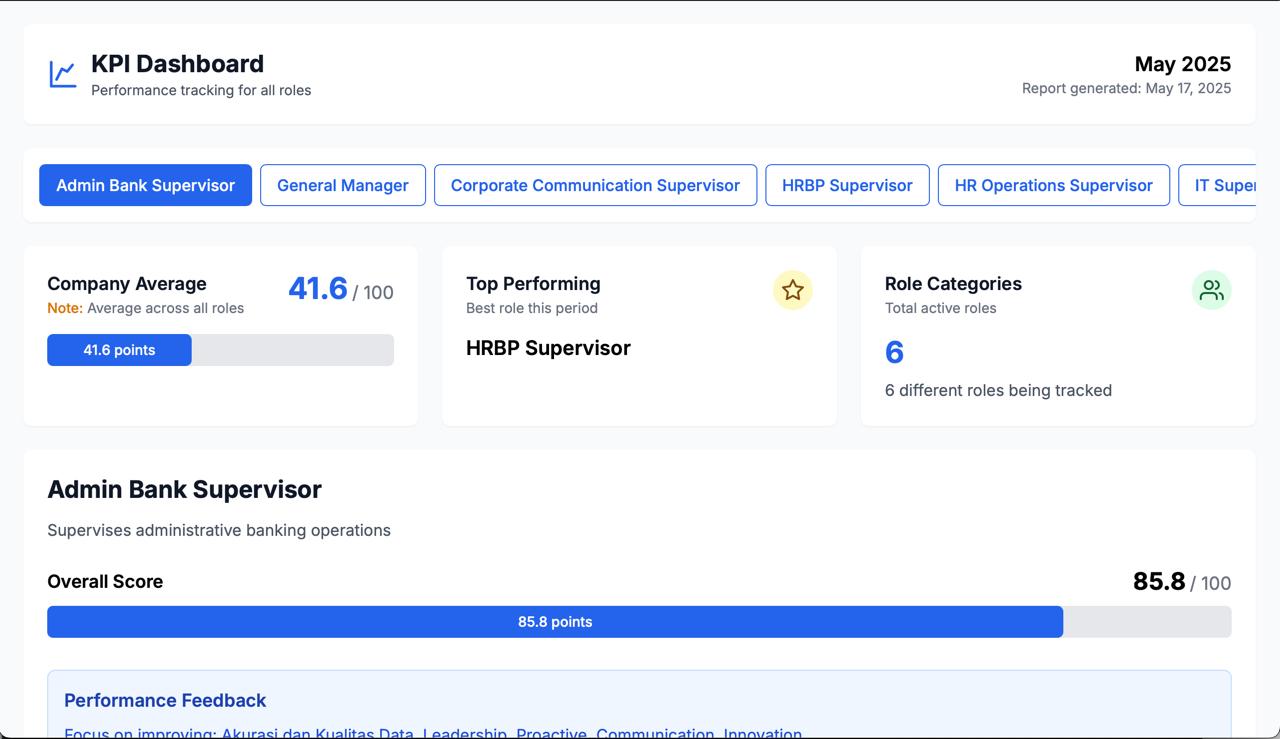 KPI Dashboard
Performance tracking for all roles
May 2025
Report generated: May 17, 2025
Admin Bank Supervisor
General Manager
Corporate Communication Supervisor
HRBP Supervisor
HR Operations Supervisor
IT Super
Company Average
Note: Average across all roles
41.6 / 100
41.6 points
Top Performing
Best role this period
HRBP Supervisor
Role Categories
Total active roles
6
6 different roles being tracked
Admin Bank Supervisor
Supervises administrative banking operations
Overall Score
85.8 / 100
85.8 points
Performance Feedback
Focus on improving: Akurasi dan Kualitas Data, Leadership, Proactive, Communication, Innovation